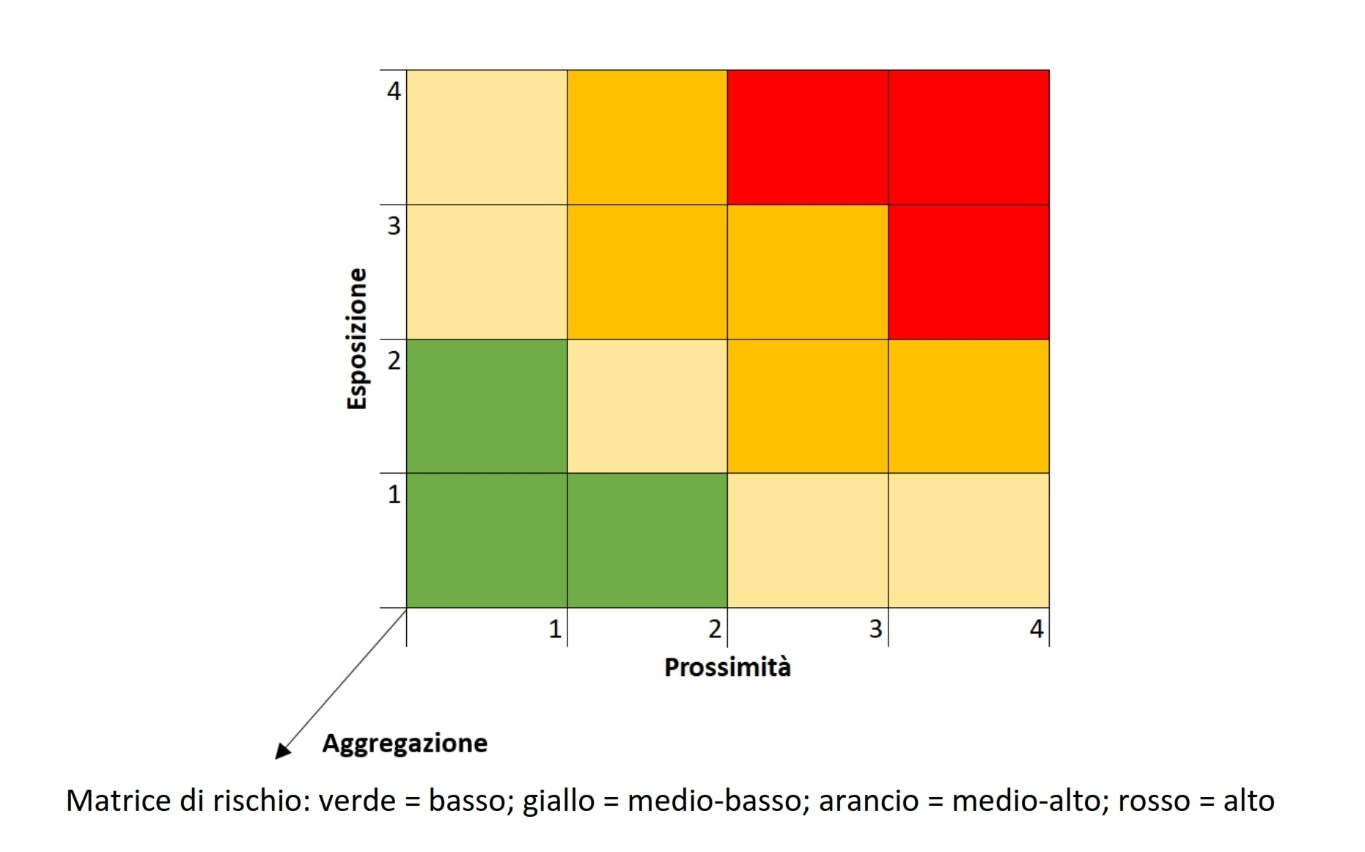 4
3
Esposizione
2
1
1 2 3 4
Prossimità
Aggregazione
Matrice di rischio: verde = basso; giallo = medio-basso; arancio = medio-alto; rosso = alto